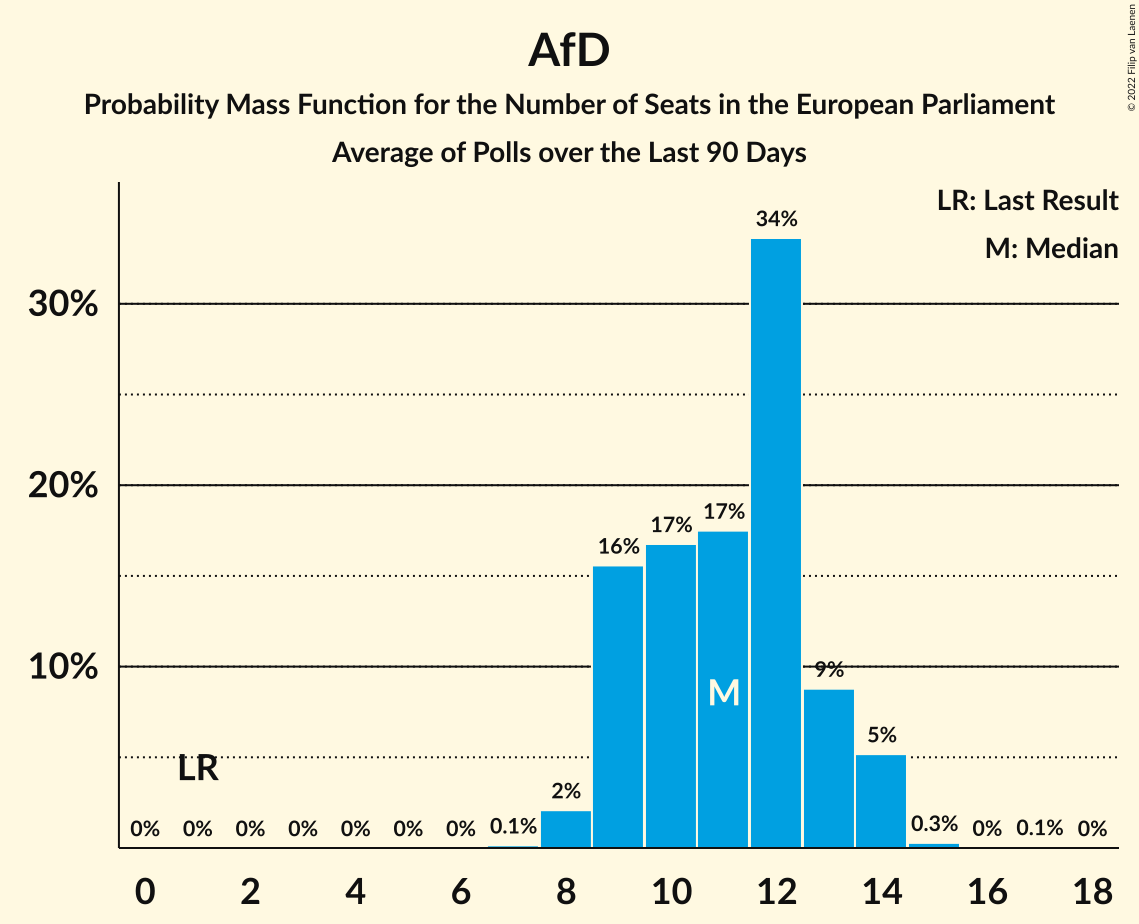 AfD
Probability Mass Function for the Number of Seats in the European Parliament
Average of Polls over the Last 90 Days
© 2022 Filip van Laenen
LR: Last Result
M: Median
30%
20%
10%
34%
17%
17%
16%
9%
5%
2%
0.3%
0.1%
0.1%
0% 0% 0% 0% 0% 0% 0% 0% 0%
LR
M
0 2 4 6 8 10 12 14 16 18